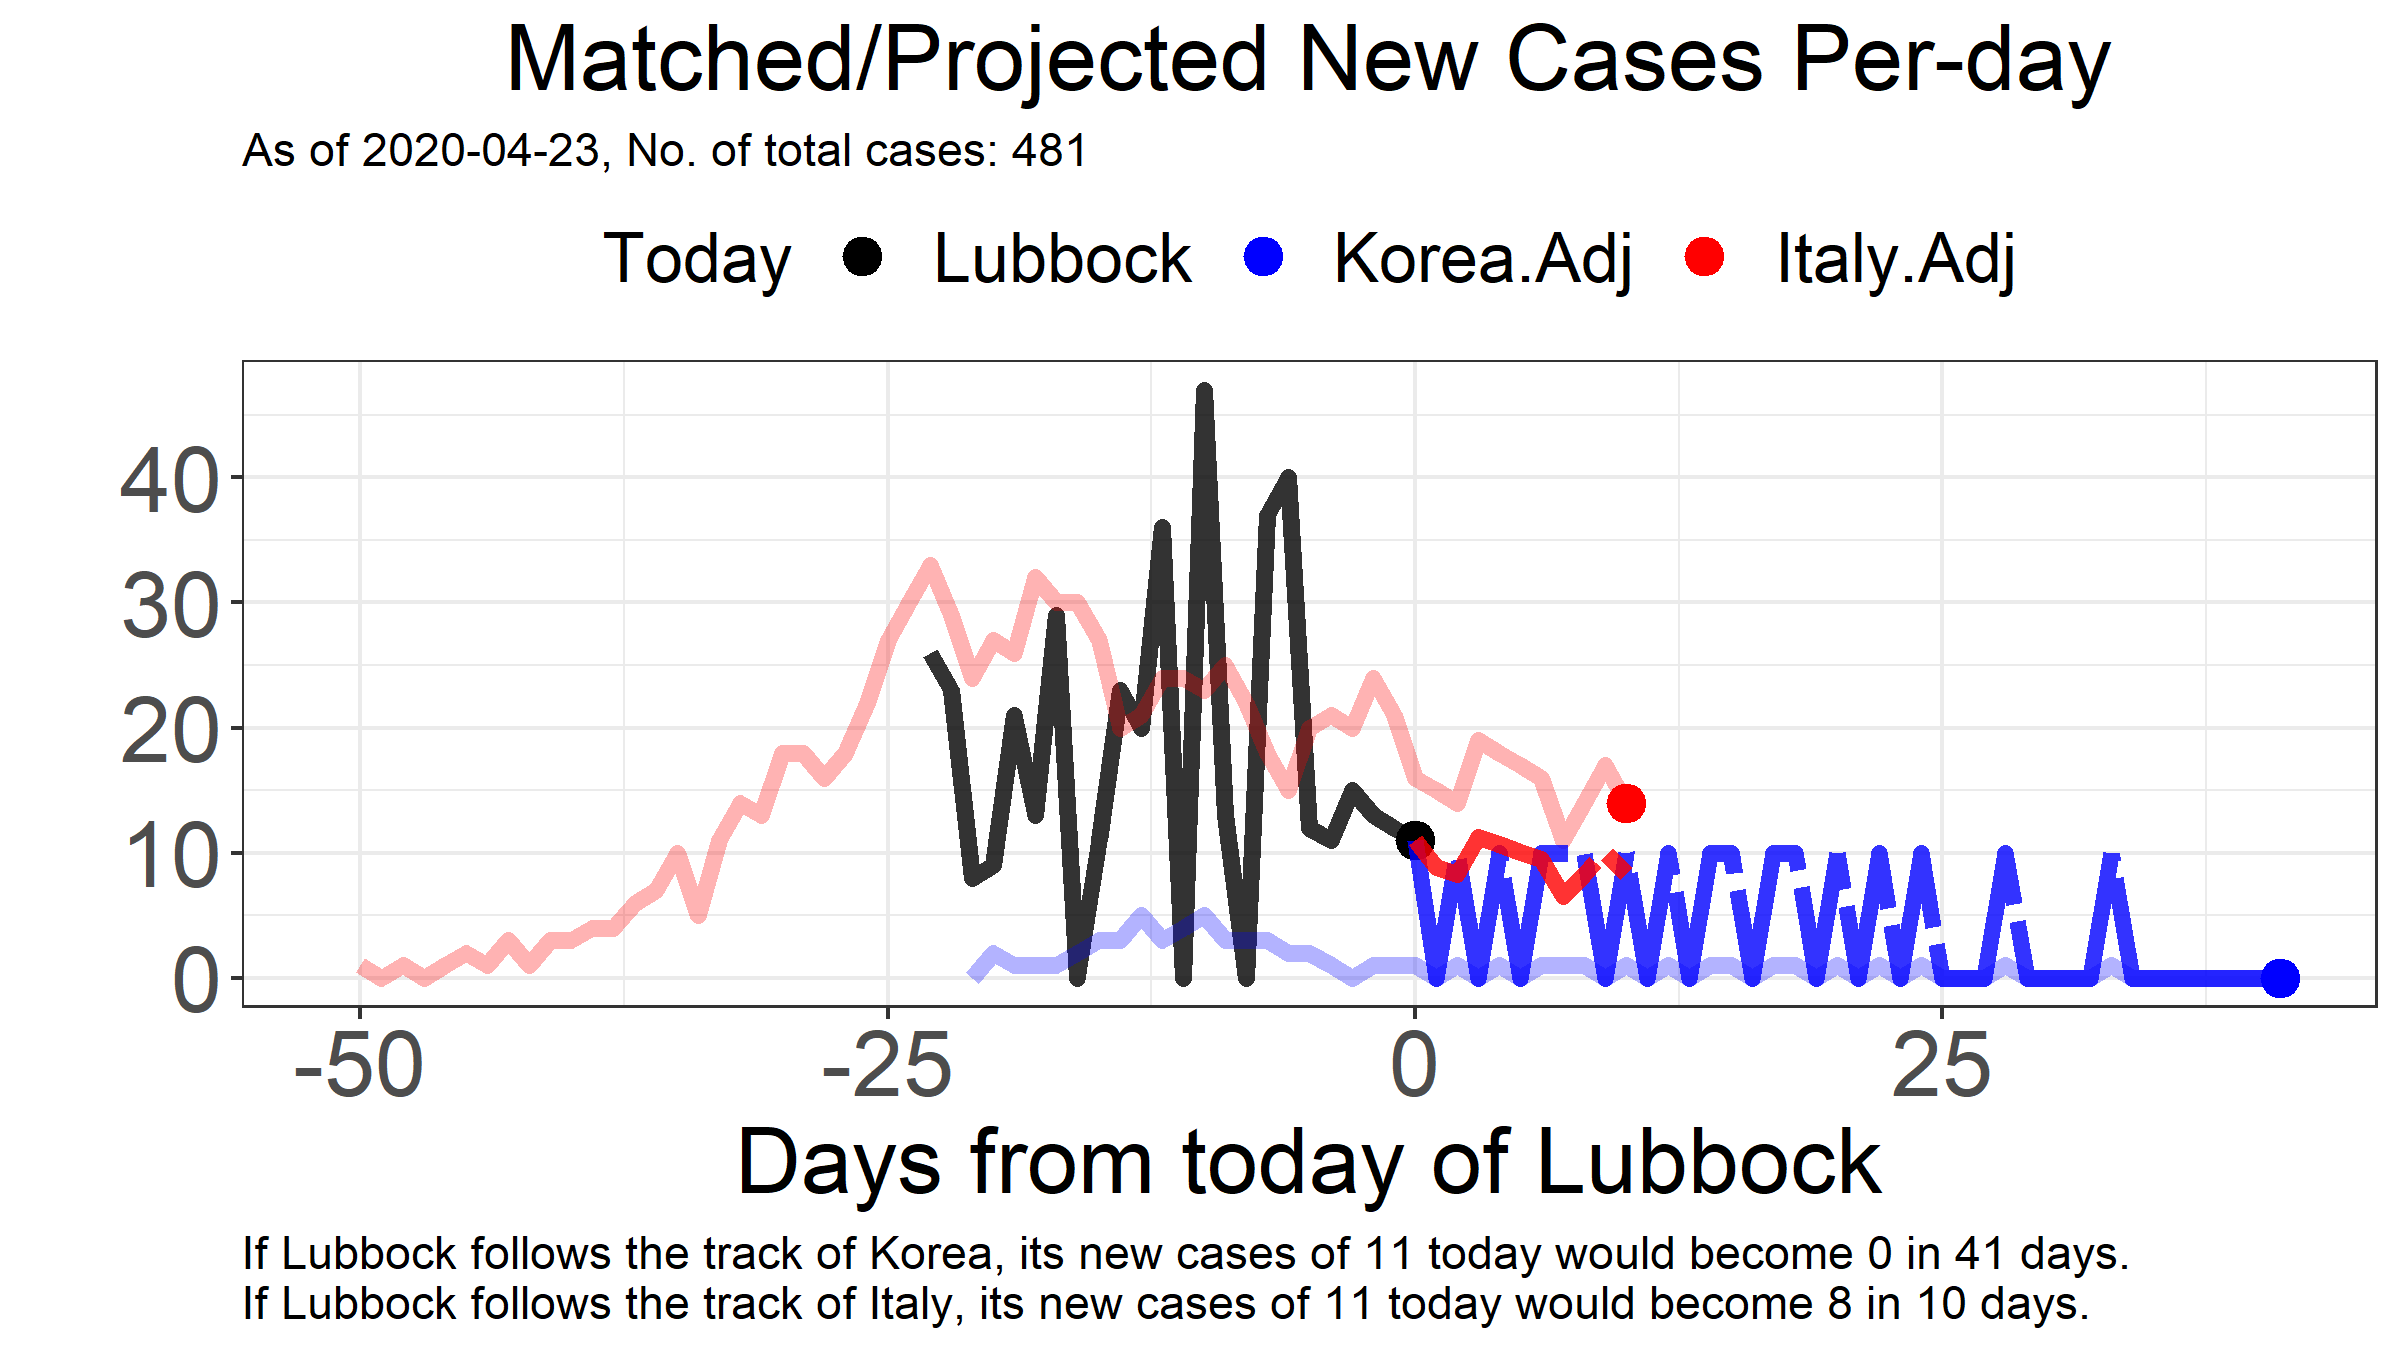 Matched/Projected New Cases Per-day
As of 2020-04-23, No. of total cases: 481
Today Lubbock Korea.Adj Italy.Adj
40
30
20
10
0
-50 -25 0 25
Days from today of Lubbock
If Lubbock follows the track of Korea, its new cases of 11 today would become 0 in 41 days.
If Lubbock follows the track of Italy, its new cases of 11 today would become 8 in 10 days.